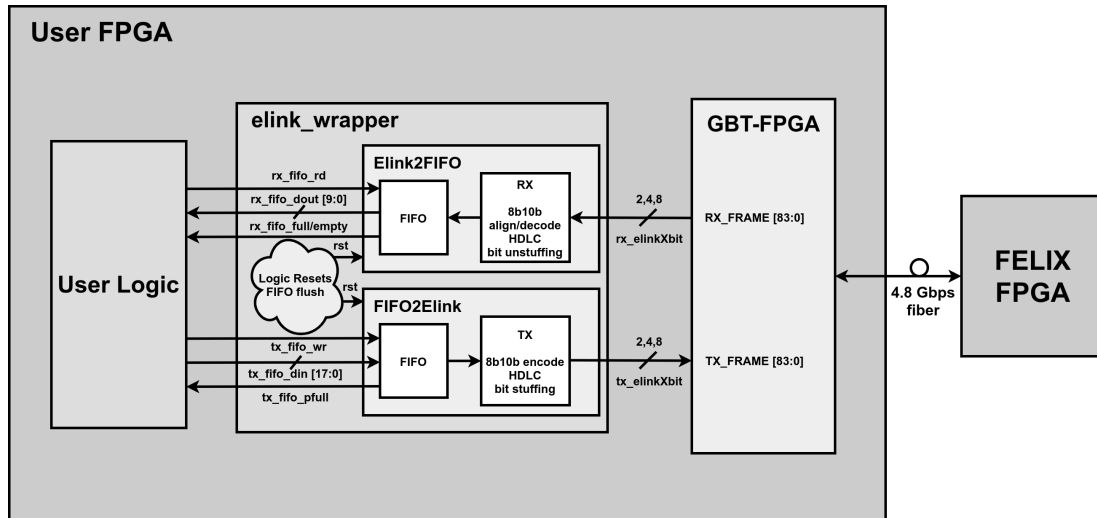 User FPGA
elink_wrapper
GBT-FPGA
Elink2FIFO
rx_fifo_rd
rx_fifo_dout [9:0]
rx_fifo_full/empty
FIFO
RX
8b10b
align/decode
HDLC
bit unstuffing
2,4,8
rx_elinkXbit
RX_FRAME [83:0]
rst
Logic Resets
FIFO flush
rst
User Logic
FELIX
FPGA
4.8 Gbps
fiber
FIFO2Elink
tx_fifo_wr
tx_fifo_din [17:0]
tx_fifo_pfull
FIFO
TX
8b10b encode
HDLC
bit stuffing
2,4,8
tx_elinkXbit
TX_FRAME [83:0]